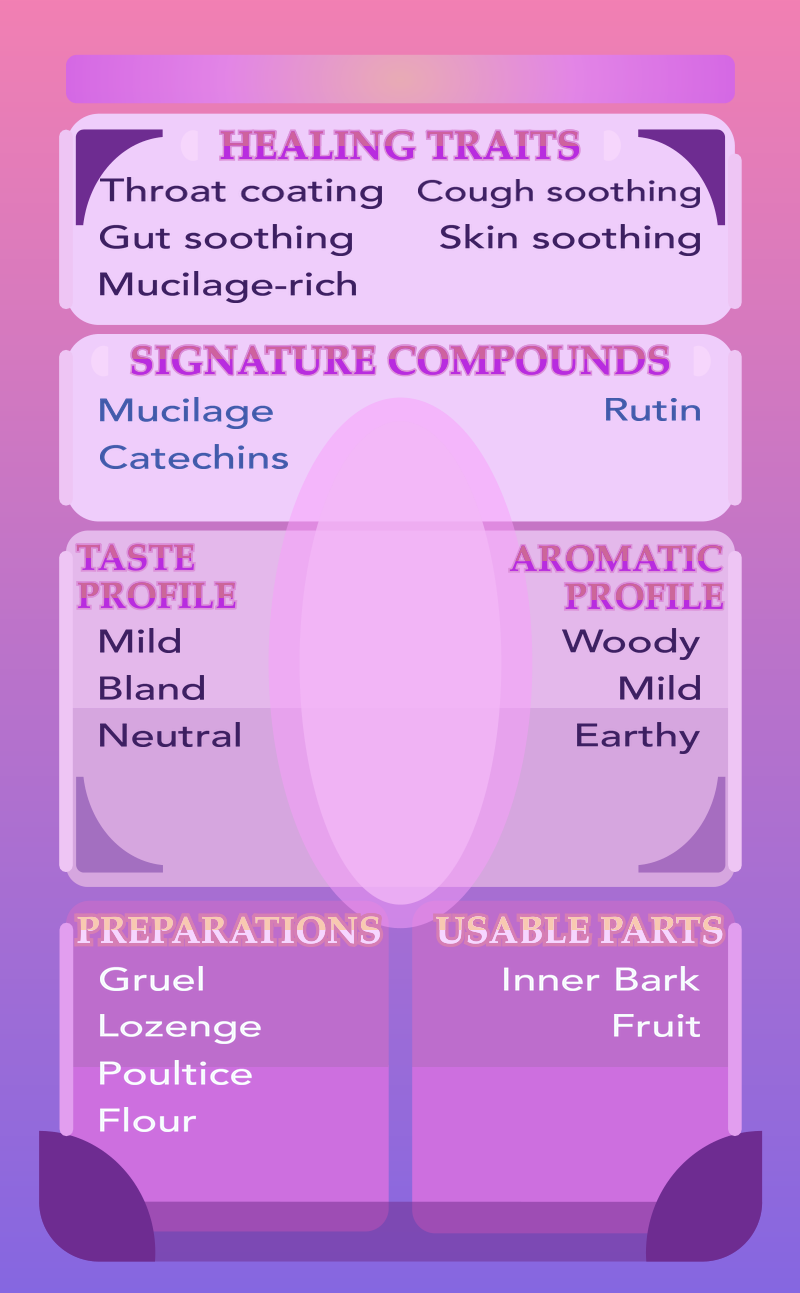 HEALING TRAITS
Throat coating
Cough soothing
Gut soothing
Skin soothing
Mucilage-rich
SIGNATURE COMPOUNDS
Mucilage
Rutin
Catechins
TASTE
PROFILE
Mild
Bland
Neutral
AROMATIC
PROFILE
Woody
Mild
Earthy
PREPARATIONS
Gruel
Lozenge
Poultice
Flour
USABLE PARTS
Inner Bark
Fruit